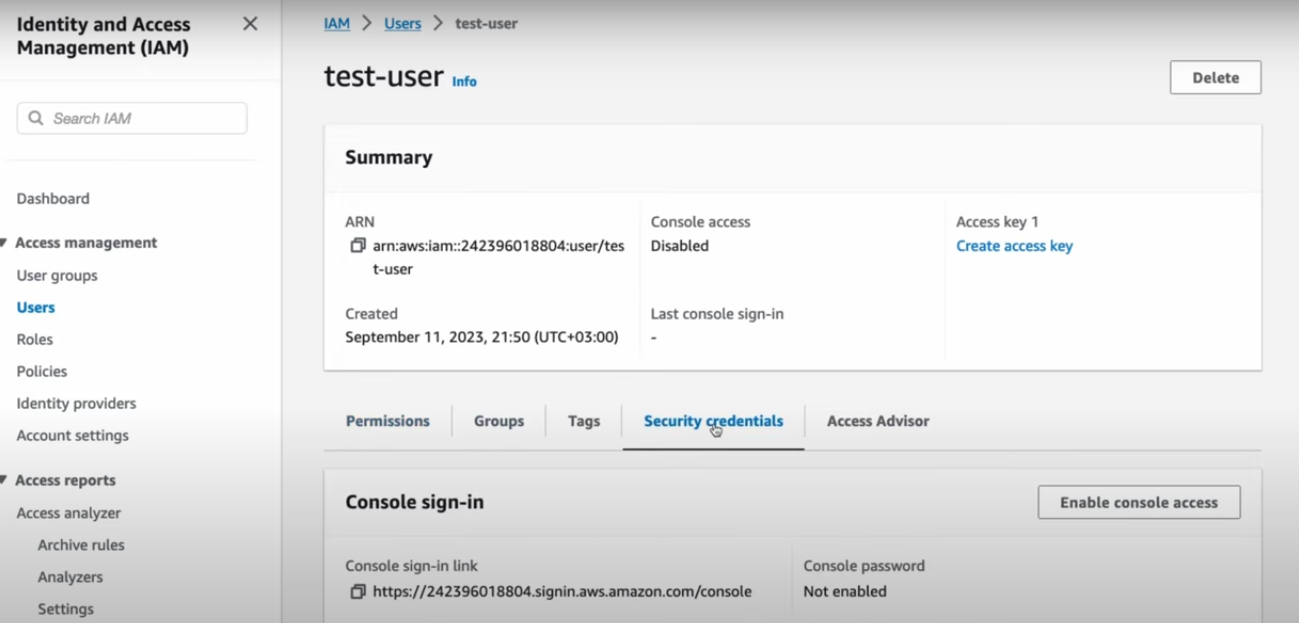 Identity and Access
Management (IAM)
Search IAM
Dashboard
Access management
User groups
Users
Roles
Policies
Identity providers
Account settings
Access reports
Access analyzer
Archive rules
Analyzers
Settings
IAM > Users > test-user
test-user Info
Delete
Summary
ARN
arn:aws:iam::242396018804:user/tes
t-user
Console access
Disabled
Access key 1
Create access key
Created
September 11, 2023, 21:50 (UTC+03:00)
Last console sign-in
-
Permissions Groups Tags Security credentials Access Advisor
Console sign-in
Enable console access
Console sign-in link
https://242396018804.signin.aws.amazon.com/console
Console password
Not enabled